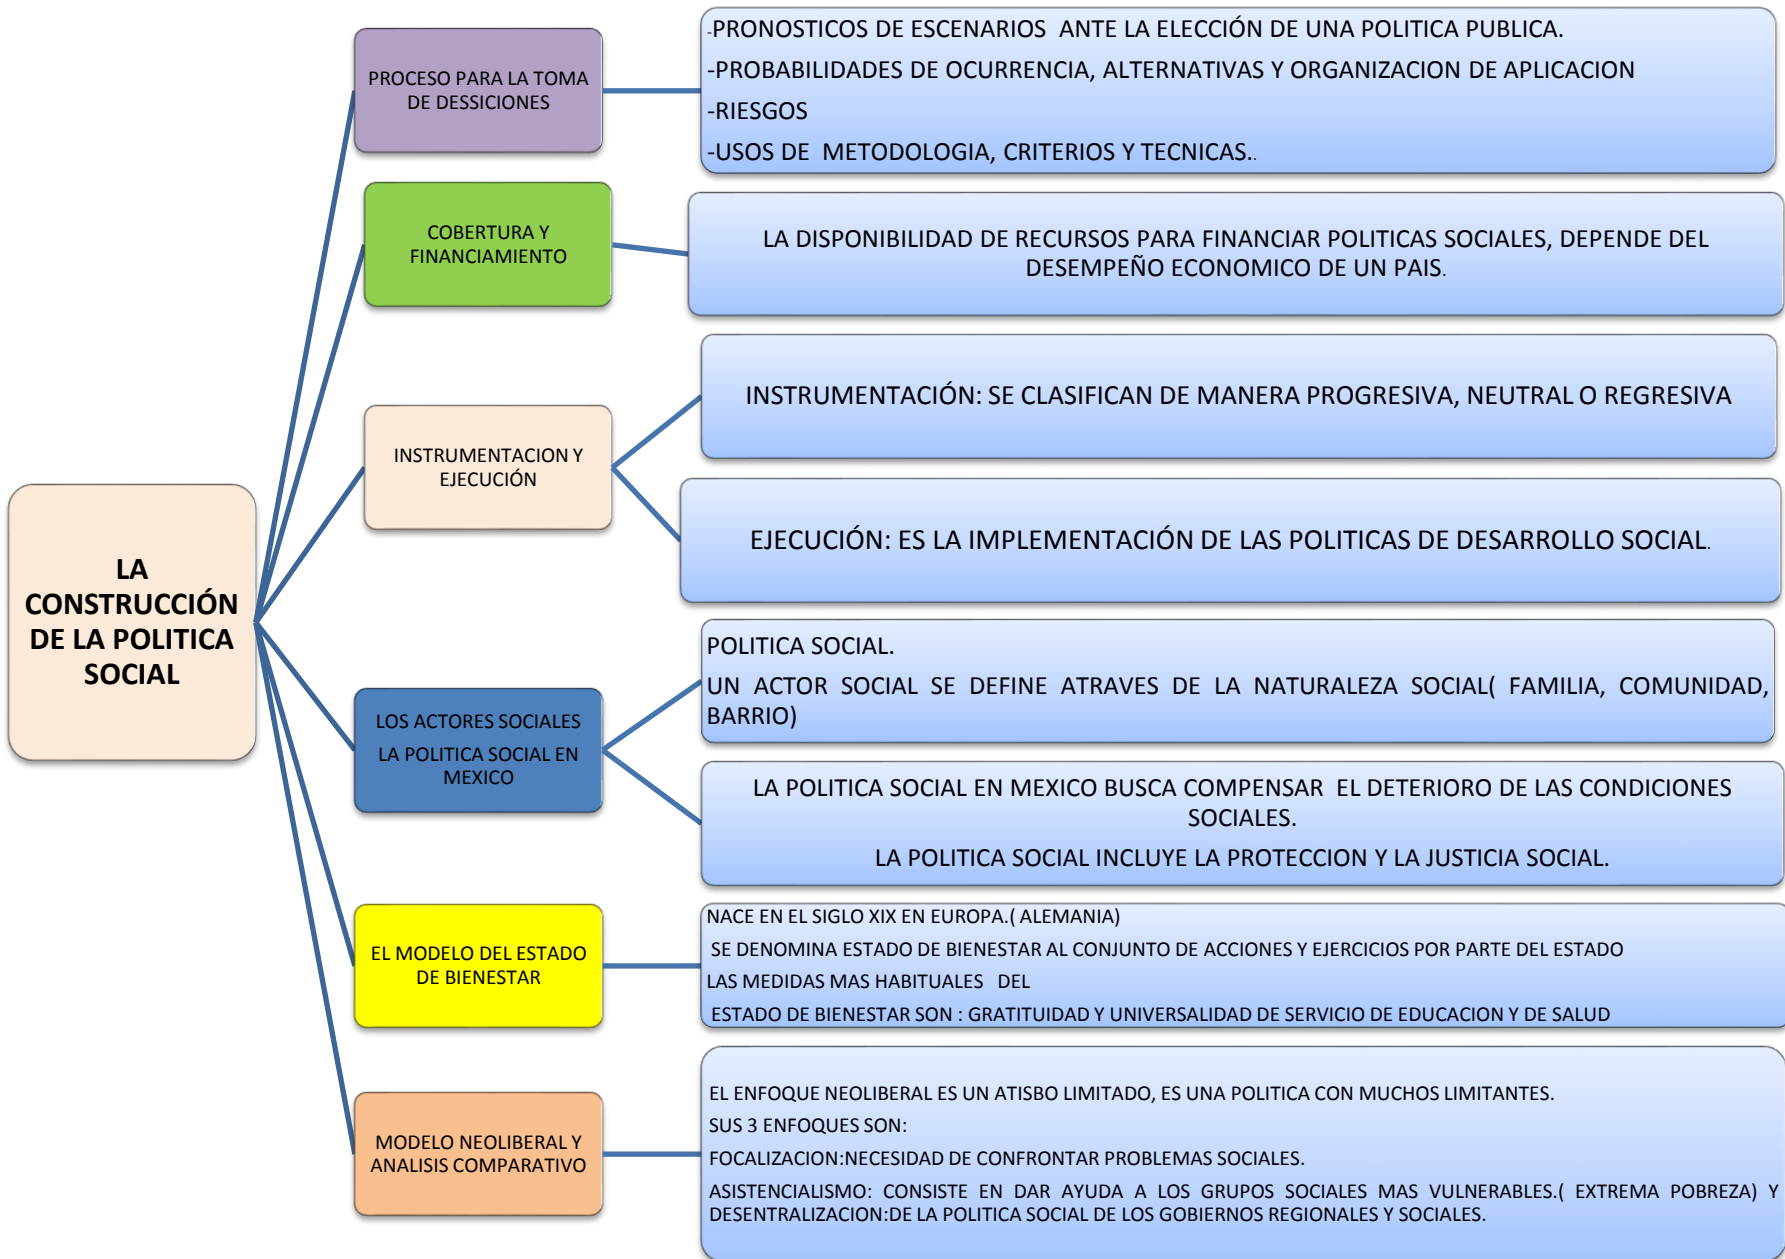 LA
CONSTRUCCIÓN
DE LA POLITICA
SOCIAL
PROCESO PARA LA TOMA
DE DESSICIONES
-PRONOSTICOS DE ESCENARIOS ANTE LA ELECCIÓN DE UNA POLITICA PUBLICA.
-PROBABILIDADES DE OCURRENCIA, ALTERNATIVAS Y ORGANIZACION DE APLICACION
-RIESGOS
-USOS DE METODOLOGIA, CRITERIOS Y TECNICAS..
COBERTURA Y
FINANCIAMIENTO
LA DISPONIBILIDAD DE RECURSOS PARA FINANCIAR POLITICAS SOCIALES, DEPENDE DEL
DESEMPEÑO ECONOMICO DE UN PAIS.
INSTRUMENTACION Y
EJECUCIÓN
INSTRUMENTACIÓN: SE CLASIFICAN DE MANERA PROGRESIVA, NEUTRAL O REGRESIVA
EJECUCIÓN: ES LA IMPLEMENTACIÓN DE LAS POLITICAS DE DESARROLLO SOCIAL.
LOS ACTORES SOCIALES
LA POLITICA SOCIAL EN
MEXICO
POLITICA SOCIAL.
UN ACTOR SOCIAL SE DEFINE ATRAVES DE LA NATURALEZA SOCIAL( FAMILIA, COMUNIDAD,
BARRIO)
LA POLITICA SOCIAL EN MEXICO BUSCA COMPENSAR EL DETERIORO DE LAS CONDICIONES
SOCIALES.
LA POLITICA SOCIAL INCLUYE LA PROTECCION Y LA JUSTICIA SOCIAL.
EL MODELO DEL ESTADO
DE BIENESTAR
NACE EN EL SIGLO XIX EN EUROPA.( ALEMANIA)
SE DENOMINA ESTADO DE BIENESTAR AL CONJUNTO DE ACCIONES Y EJERCICIOS POR PARTE DEL ESTADO
LAS MEDIDAS MAS HABITUALES DEL
ESTADO DE BIENESTAR SON : GRATITUIDAD Y UNIVERSALIDAD DE SERVICIO DE EDUCACION Y DE SALUD
MODELO NEOLIBERAL Y
ANALISIS COMPARATIVO
EL ENFOQUE NEOLIBERAL ES UN ATISBO LIMITADO, ES UNA POLITICA CON MUCHOS LIMITANTES.
SUS 3 ENFOQUES SON:
FOCALIZACION:NECESIDAD DE CONFRONTAR PROBLEMAS SOCIALES.
ASISTENCIALISMO: CONSISTE EN DAR AYUDA A LOS GRUPOS SOCIALES MAS VULNERABLES.( EXTREMA POBREZA) Y
DESENTRALIZACION:DE LA POLITICA SOCIAL DE LOS GOBIERNOS REGIONALES Y SOCIALES.